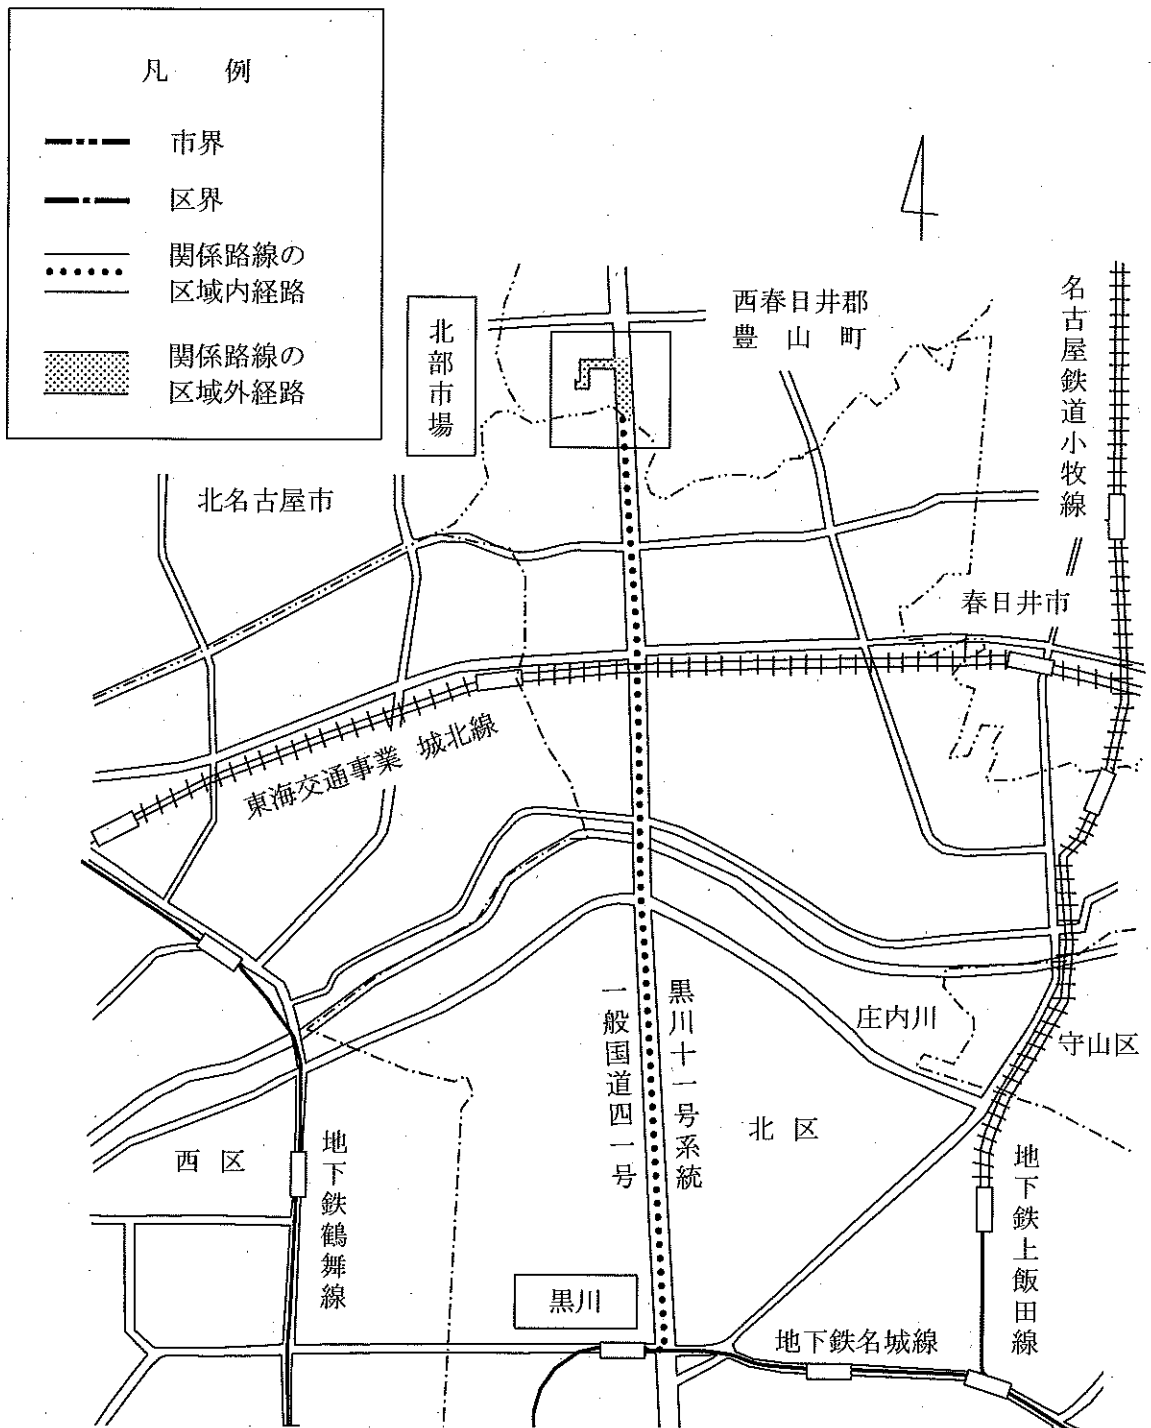 凡 例
市界
区界
関係路線の
区域内経路
関係路線の
区域外経路
北部市場
西春日井郡
豊山町
名古屋鉄道小牧線
北名古屋市
春日井市
東海交通事業 城北線
一般国道四一号
黒川十一号系統
庄内川
守山区
北区
西区
地下鉄鶴舞線
地下鉄上飯田線
黒川
地下鉄名城線